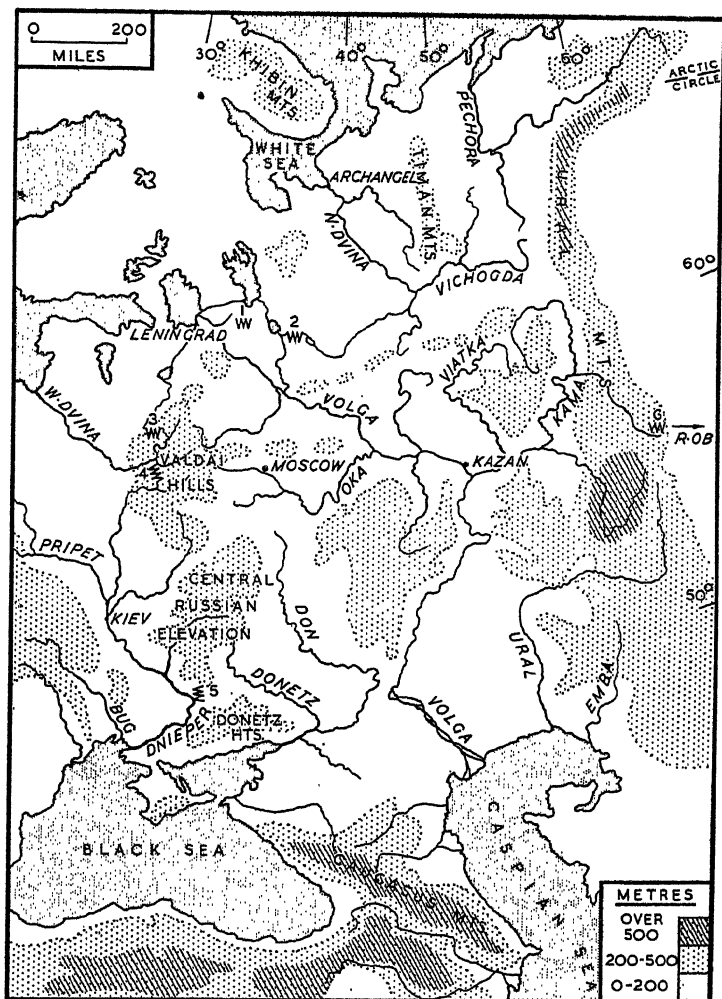 0 200
MILES
30°
40°
50°
60°
ARCTIC
CIRCLE
KHIBIN
MTS.
PECHORA
WHITE
SEA
ARCHANGEL
TIMAN MTS.
URAL
MTS.
N. DVINA
60°
VICHOGDA
1
2
LENINGRAD
VIATKA
W. DVINA
VOLGA
KAMA
6
R. OB
3
VALDAI
HILLS
4
MOSCOW
OKA
KAZAN
PRIPET
CENTRAL
RUSSIAN
ELEVATION
KIEV
DON
50°
URAL
EMBA
BUG
5
DONETZ
DNIEPER
DONETZ
HTS.
VOLGA
BLACK SEA
CAUCASUS MTS.
CASPIAN SEA
METRES
OVER
500
200-500
0-200